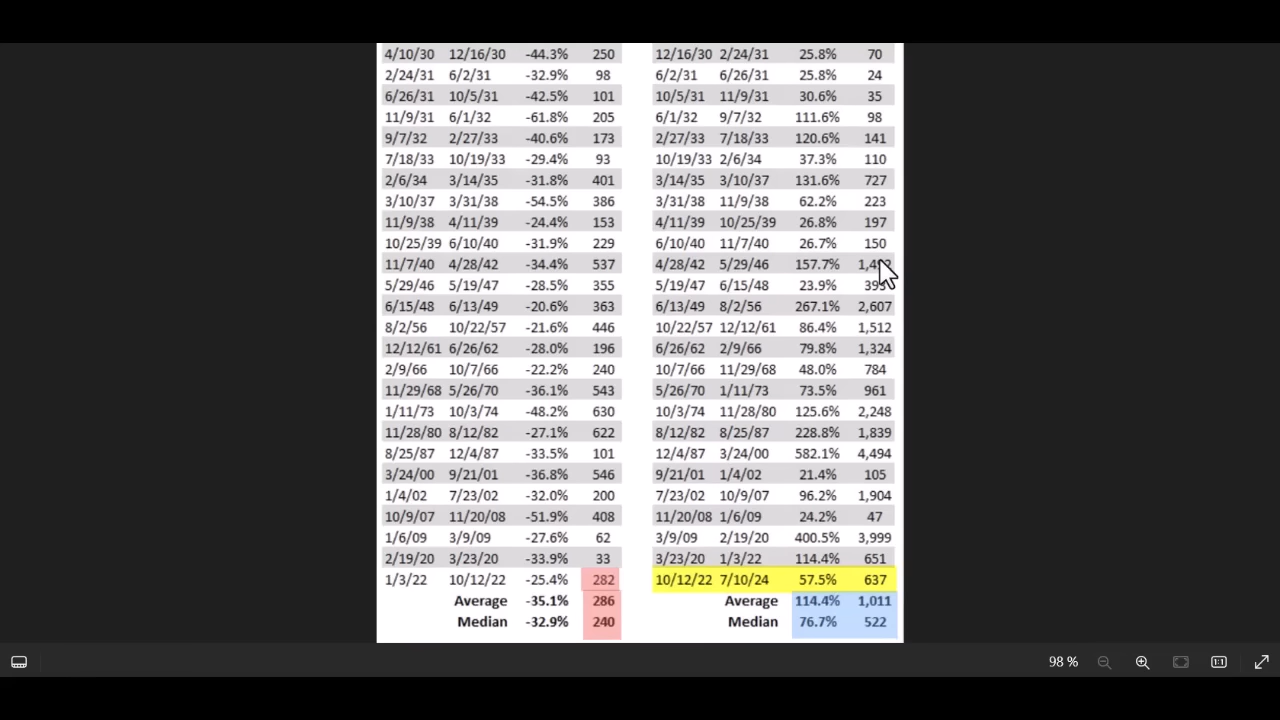 4/10/30 12/16/30 -44.3% 250 12/16/30 2/24/31 25.8% 70
2/24/31 6/2/31 -32.9% 98 6/2/31 6/26/31 25.8% 24
6/26/31 10/5/31 -42.5% 101 10/5/31 11/9/31 30.6% 35
11/9/31 6/1/32 -61.8% 205 6/1/32 9/7/32 111.6% 98
9/7/32 2/27/33 -40.6% 173 2/27/33 7/18/33 120.6% 141
7/18/33 10/19/33 -29.4% 93 10/19/33 2/6/34 37.3% 110
2/6/34 3/14/35 -31.8% 401 3/14/35 3/10/37 131.6% 727
3/10/37 3/31/38 -54.5% 386 3/31/38 11/9/38 62.2% 223
11/9/38 4/11/39 -24.4% 153 4/11/39 10/25/39 26.8% 197
10/25/39 6/10/40 -31.9% 229 6/10/40 11/7/40 26.7% 150
11/7/40 4/28/42 -34.4% 537 4/28/42 5/29/46 157.7%
5/29/46 5/19/47 -28.5% 355 5/19/47 6/15/48 23.9%
6/15/48 6/13/49 -20.6% 363 6/13/49 8/2/56 267.1% 2,607
8/2/56 10/22/57 -21.6% 446 10/22/57 12/12/61 86.4% 1,512
12/12/61 6/26/62 -28.0% 196 6/26/62 2/9/66 79.8% 1,324
2/9/66 10/7/66 -22.2% 240 10/7/66 11/29/68 48.0% 784
11/29/68 5/26/70 -36.1% 543 5/26/70 1/11/73 73.5% 961
1/11/73 10/3/74 -48.2% 630 10/3/74 11/28/80 125.6% 2,248
11/28/80 8/12/82 -27.1% 622 8/12/82 8/25/87 228.8% 1,839
8/25/87 12/4/87 -33.5% 101 12/4/87 3/24/00 582.1% 4,494
3/24/00 9/21/01 -36.8% 546 9/21/01 1/4/02 21.4% 105
1/4/02 7/23/02 -32.0% 200 7/23/02 10/9/07 96.2% 1,904
10/9/07 11/20/08 -51.9% 408 11/20/08 1/6/09 24.2% 47
1/6/09 3/9/09 -27.6% 62 3/9/09 2/19/20 400.5% 3,999
2/19/20 3/23/20 -33.9% 33 3/23/20 1/3/22 114.4% 651
1/3/22 10/12/22 -25.4% 282 10/12/22 7/10/24 57.5% 637
Average -35.1% 286 Average 114.4% 1,011
Median -32.9% 240 Median 76.7% 522
98 %
1:1